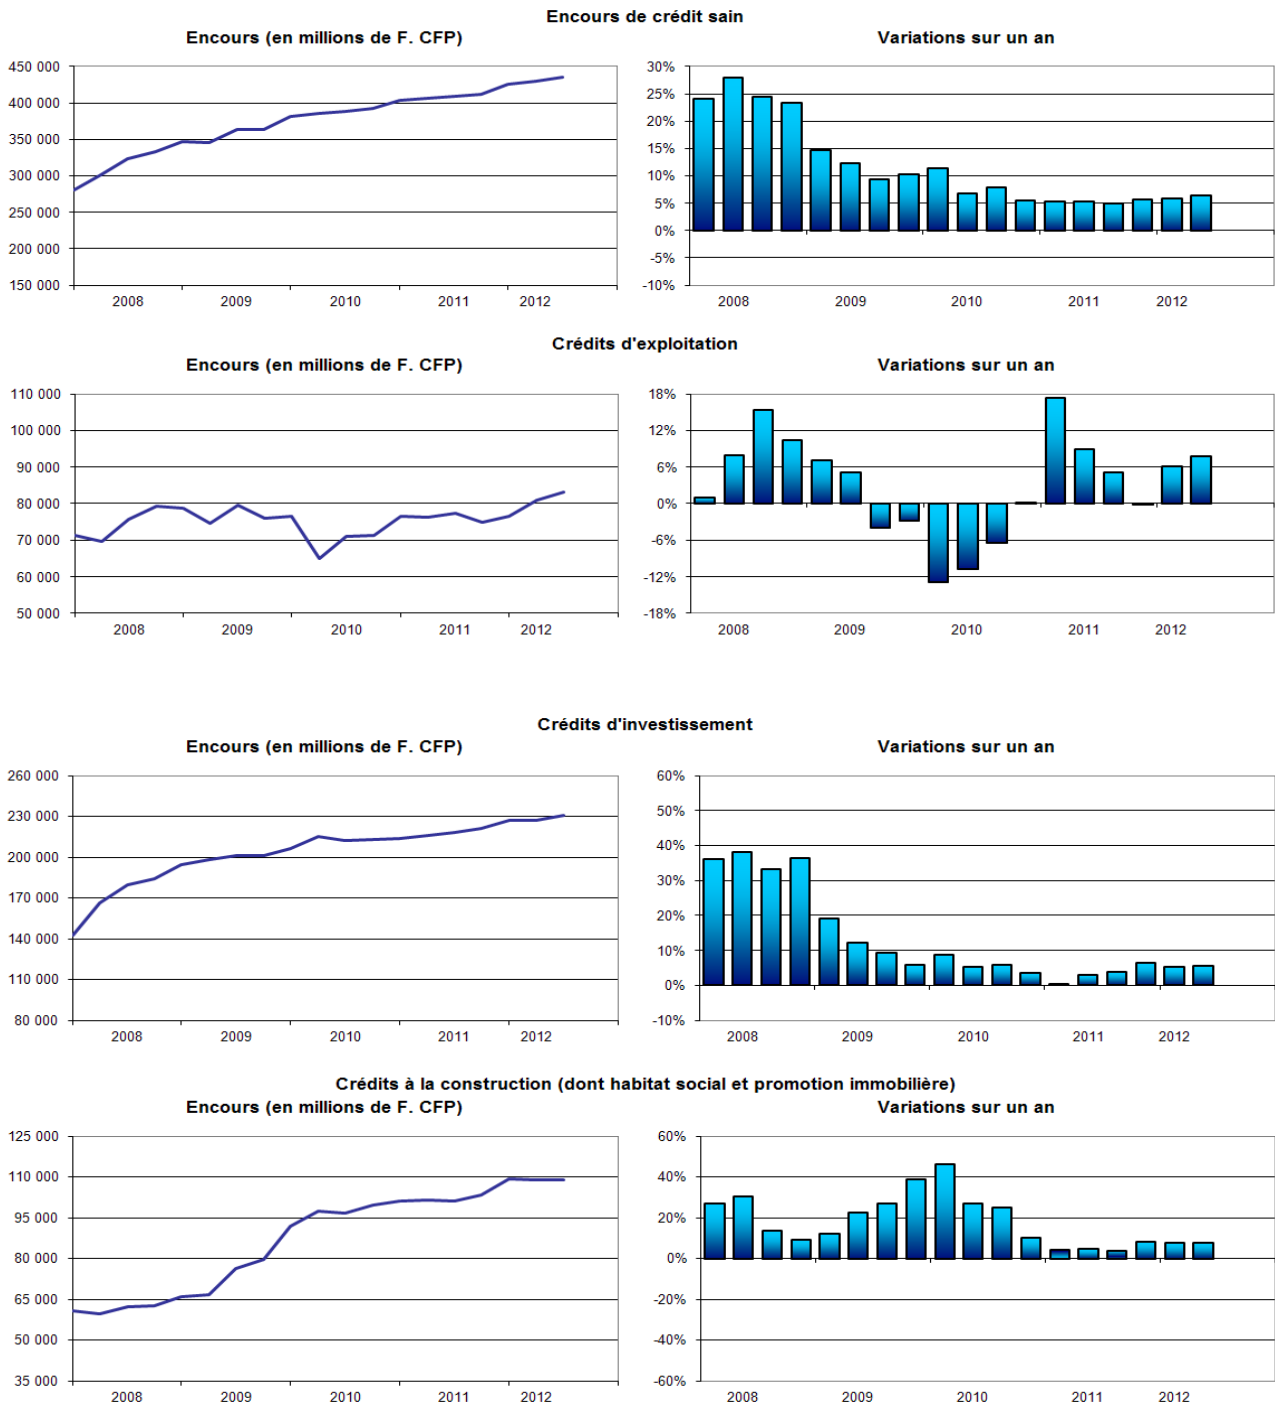 Encours de crédit sain
Encours (en millions de F. CFP)
450 000
400 000
350 000
300 000
250 000
200 000
150 000
2008 2009 2010 2011 2012
Variations sur un an
30%
25%
20%
15%
10%
5%
0%
-5%
-10%
2008 2009 2010 2011 2012
Crédits d'exploitation
Encours (en millions de F. CFP)
110 000
100 000
90 000
80 000
70 000
60 000
50 000
2008 2009 2010 2011 2012
Variations sur un an
18%
12%
6%
0%
-6%
-12%
-18%
2008 2009 2010 2011 2012
Crédits d'investissement
Encours (en millions de F. CFP)
260 000
230 000
200 000
170 000
140 000
110 000
80 000
2008 2009 2010 2011 2012
Variations sur un an
60%
50%
40%
30%
20%
10%
0%
-10%
2008 2009 2010 2011 2012
Crédits à la construction (dont habitat social et promotion immobilière)
Encours (en millions de F. CFP)
125 000
110 000
95 000
80 000
65 000
50 000
35 000
2008 2009 2010 2011 2012
Variations sur un an
60%
40%
20%
0%
-20%
-40%
-60%
2008 2009 2010 2011 2012